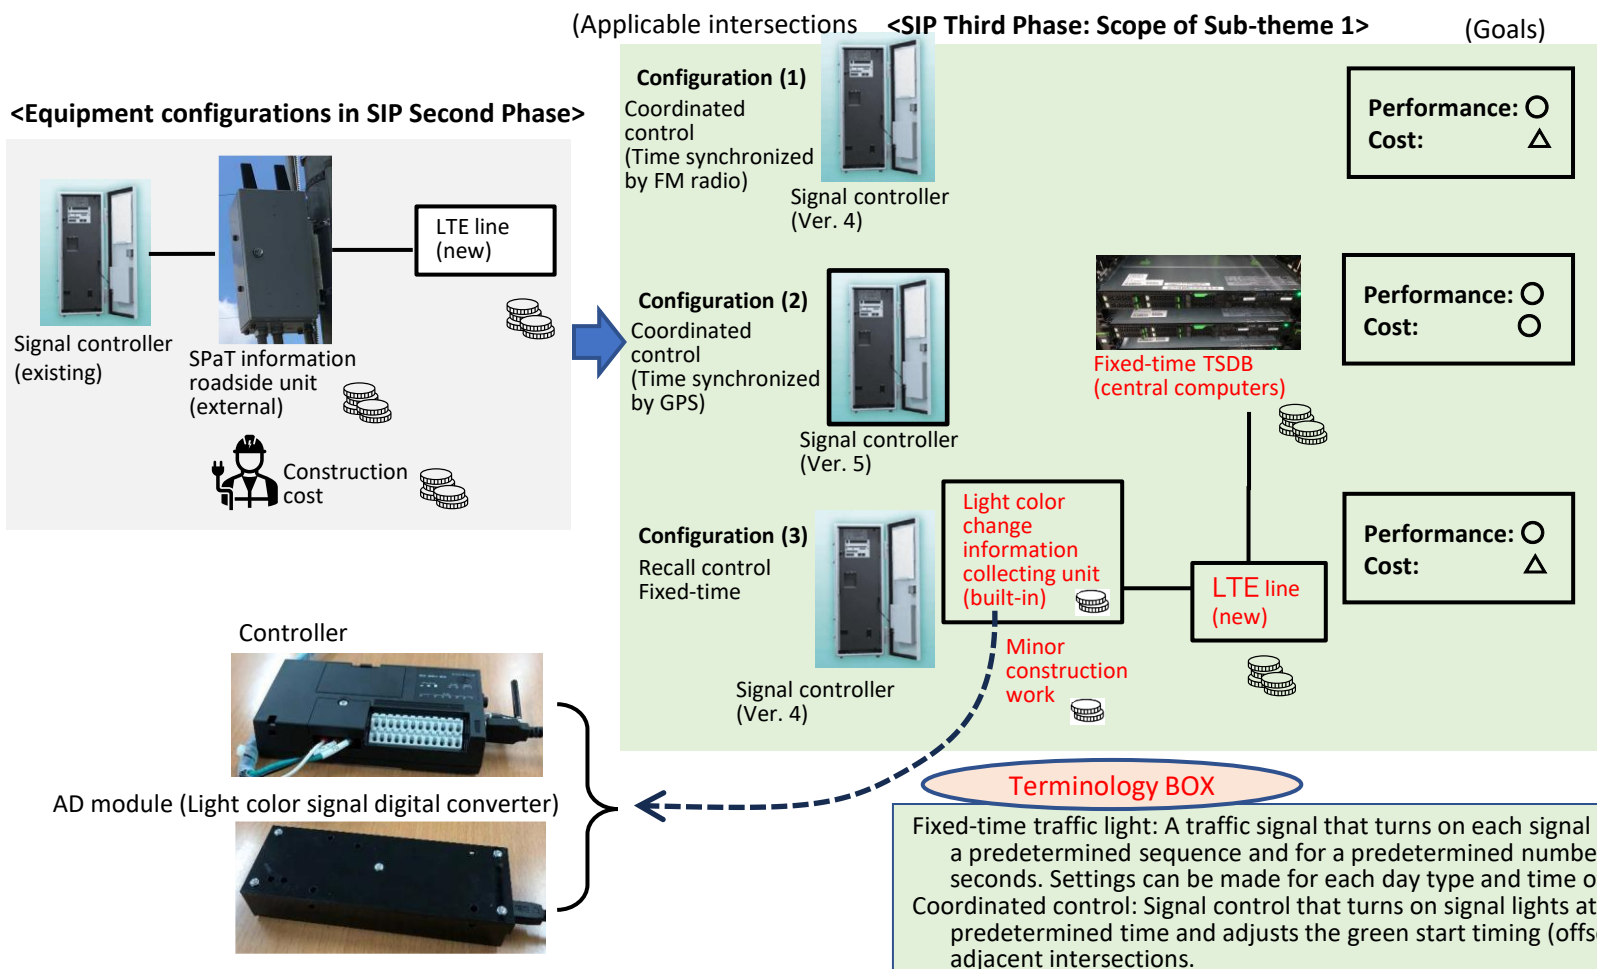 (Applicable intersections
<SIP Third Phase: Scope of Sub-theme 1>
(Goals)
<Equipment configurations in SIP Second Phase>
Signal controller
(existing)
SPaT information
roadside unit
(external)
LTE line
(new)
Construction
cost
Configuration (1)
Coordinated
control
(Time synchronized
by FM radio)
Signal controller
(Ver. 4)
Performance: ○
Cost: △
Configuration (2)
Coordinated
control
(Time synchronized
by GPS)
Signal controller
(Ver. 5)
Fixed-time TSDB
(central computers)
Performance: ○
Cost: ○
Configuration (3)
Recall control
Fixed-time
Signal controller
(Ver. 4)
Light color
change
information
collecting unit
(built-in)
Minor
construction
work
LTE line
(new)
Performance: ○
Cost: △
Controller
AD module (Light color signal digital converter)
Terminology BOX
Fixed-time traffic light: A traffic signal that turns on each signal
a predetermined sequence and for a predetermined numbe
seconds. Settings can be made for each day type and time o
Coordinated control: Signal control that turns on signal lights at
predetermined time and adjusts the green start timing (offse
adjacent intersections.